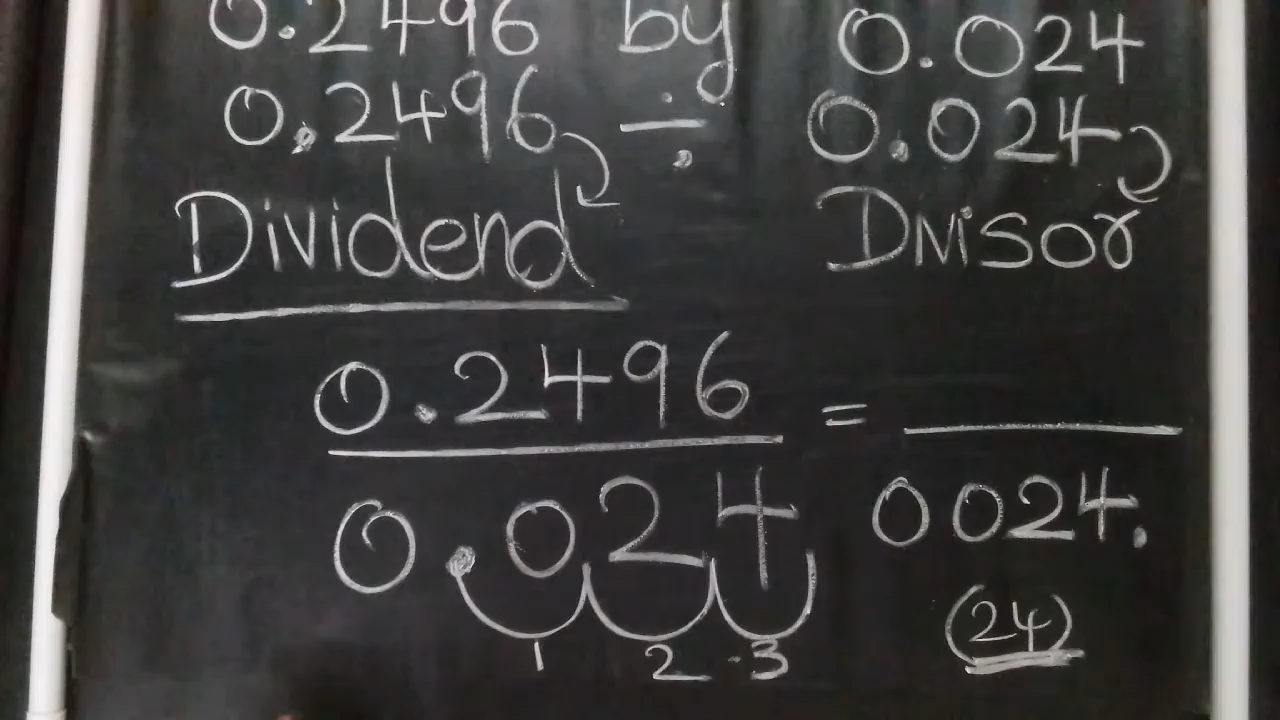 0.2496 by 0.024
0.2496 ÷ 0.024
Dividend Divisor
0.2496 =
0.024 0024.
1 2 3 (24)